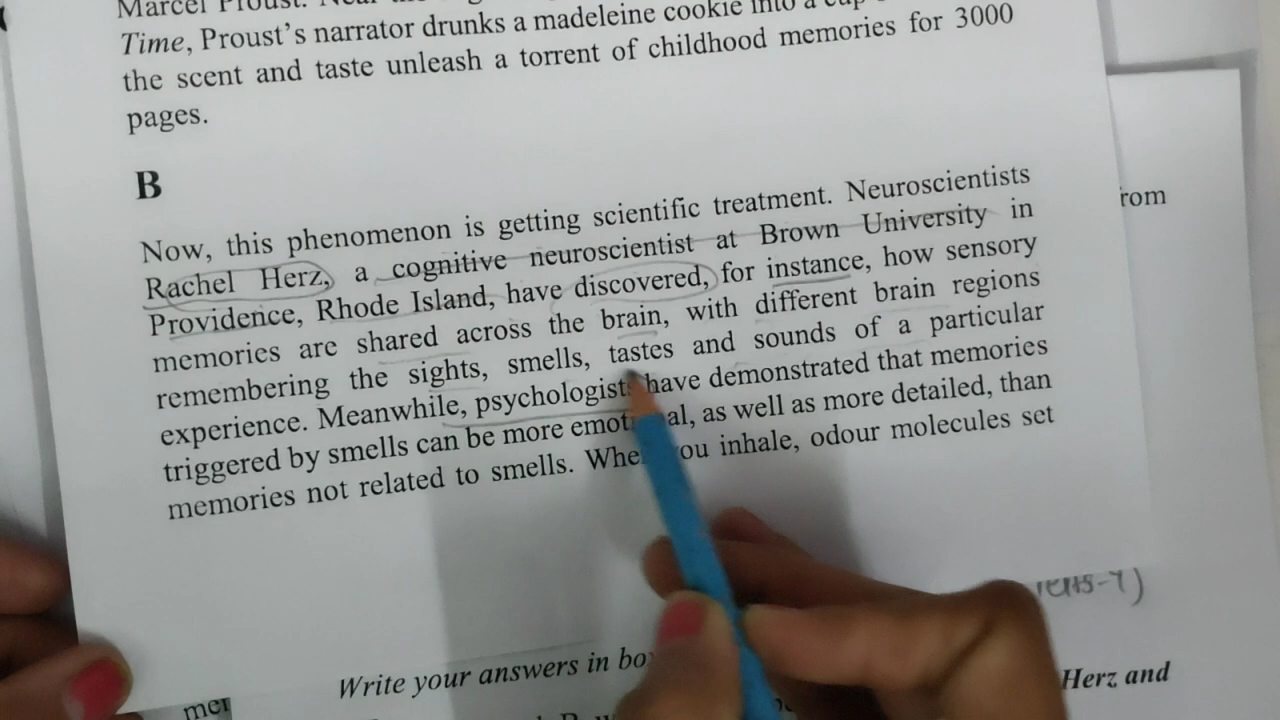 Marcel Proust. Near
Time, Proust's narrator drunks a madeleine cookie into a cup
the scent and taste unleash a torrent of childhood memories for 3000
pages.
B
Now, this phenomenon is getting scientific treatment. Neuroscientists
Rachel Herz, a cognitive neuroscientist at Brown University in
Providence, Rhode Island, have discovered, for instance, how sensory
memories are shared across the brain, with different brain regions
remembering the sights, smells, tastes and sounds of a particular
experience. Meanwhile, psychologists have demonstrated that memories
triggered by smells can be more emotional, as well as more detailed, than
memories not related to smells. When you inhale, odour molecules set
rom
Write your answers in bo
Herz and
mer